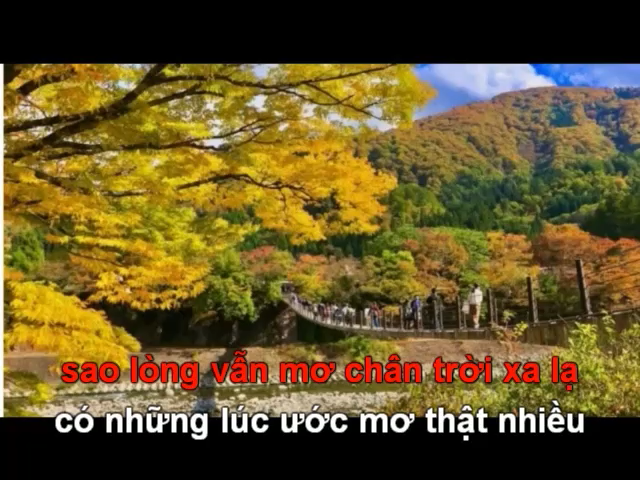 sao lòng vẫn mơ chân trời xa lạ
có những lúc ước mơ thật nhiều